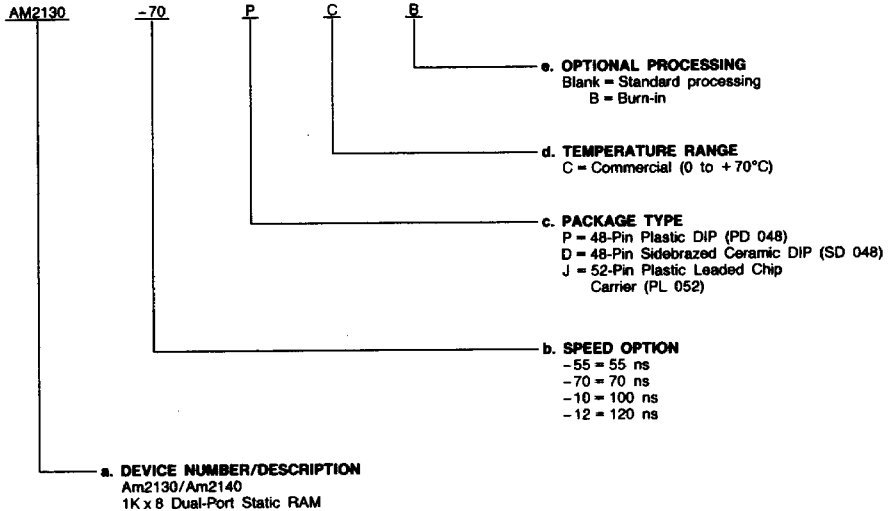 AM2130 -70 P C B
e. OPTIONAL PROCESSING
Blank = Standard processing
B = Burn-in
d. TEMPERATURE RANGE
C = Commercial (0 to +70°C)
c. PACKAGE TYPE
P = 48-Pin Plastic DIP (PD 048)
D = 48-Pin Sidebrazed Ceramic DIP (SD 048)
J = 52-Pin Plastic Leaded Chip
Carrier (PL 052)
b. SPEED OPTION
-55 = 55 ns
-70 = 70 ns
-10 = 100 ns
-12 = 120 ns
a. DEVICE NUMBER/DESCRIPTION
Am2130/Am2140
1K x 8 Dual-Port Static RAM